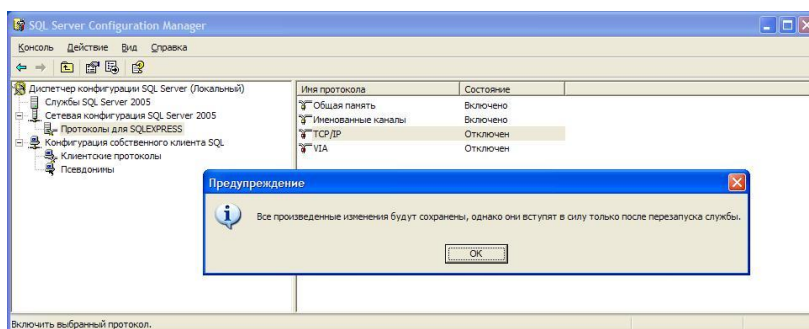 SQL Server Configuration Manager
Консоль Действие Вид Справка
Диспетчер конфигурации SQL Server (Локальный)
Службы SQL Server 2005
Сетевая конфигурация SQL Server 2005
Протоколы для SQLEXPRESS
Конфигурация собственного клиента SQL
Клиентские протоколы
Псевдонимы
Имя протокола Состояние
Общая память Включено
Именованные каналы Включено
TCP/IP Отключен
VIA Отключен
Предупреждение
Все произведенные изменения будут сохранены, однако они вступят в силу только после перезапуска службы.
OK
Включить выбранный протокол.